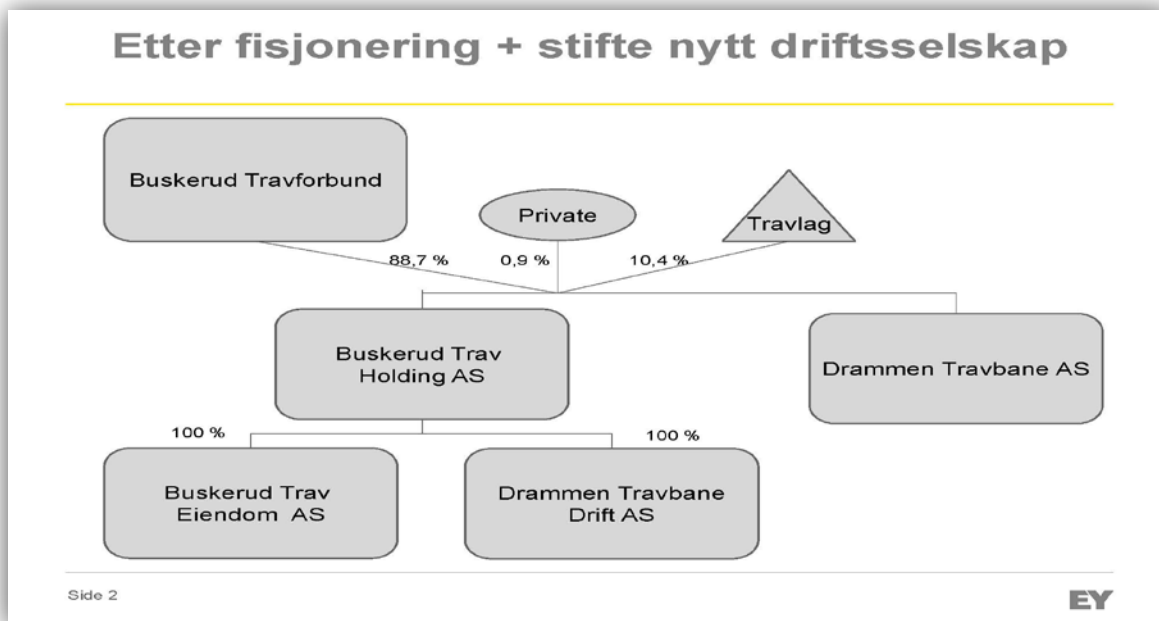 Etter fisjonering + stifte nytt driftsselskap
Buskerud Travforbund
Private
Travlag
88,7 %
0,9 %
10,4 %
Buskerud Trav
Holding AS
Drammen Travbane AS
100 %
100 %
Buskerud Trav
Eiendom AS
Drammen Travbane
Drift AS
Side 2
EY